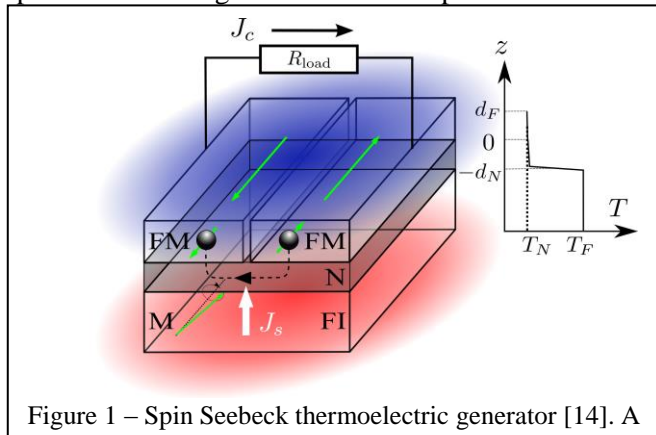 J_c
R_load
z
d_F
0
−d_N
T
T_N T_F
FM FM
N
M J_s FI
Figure 1 – Spin Seebeck thermoelectric generator [14]. A